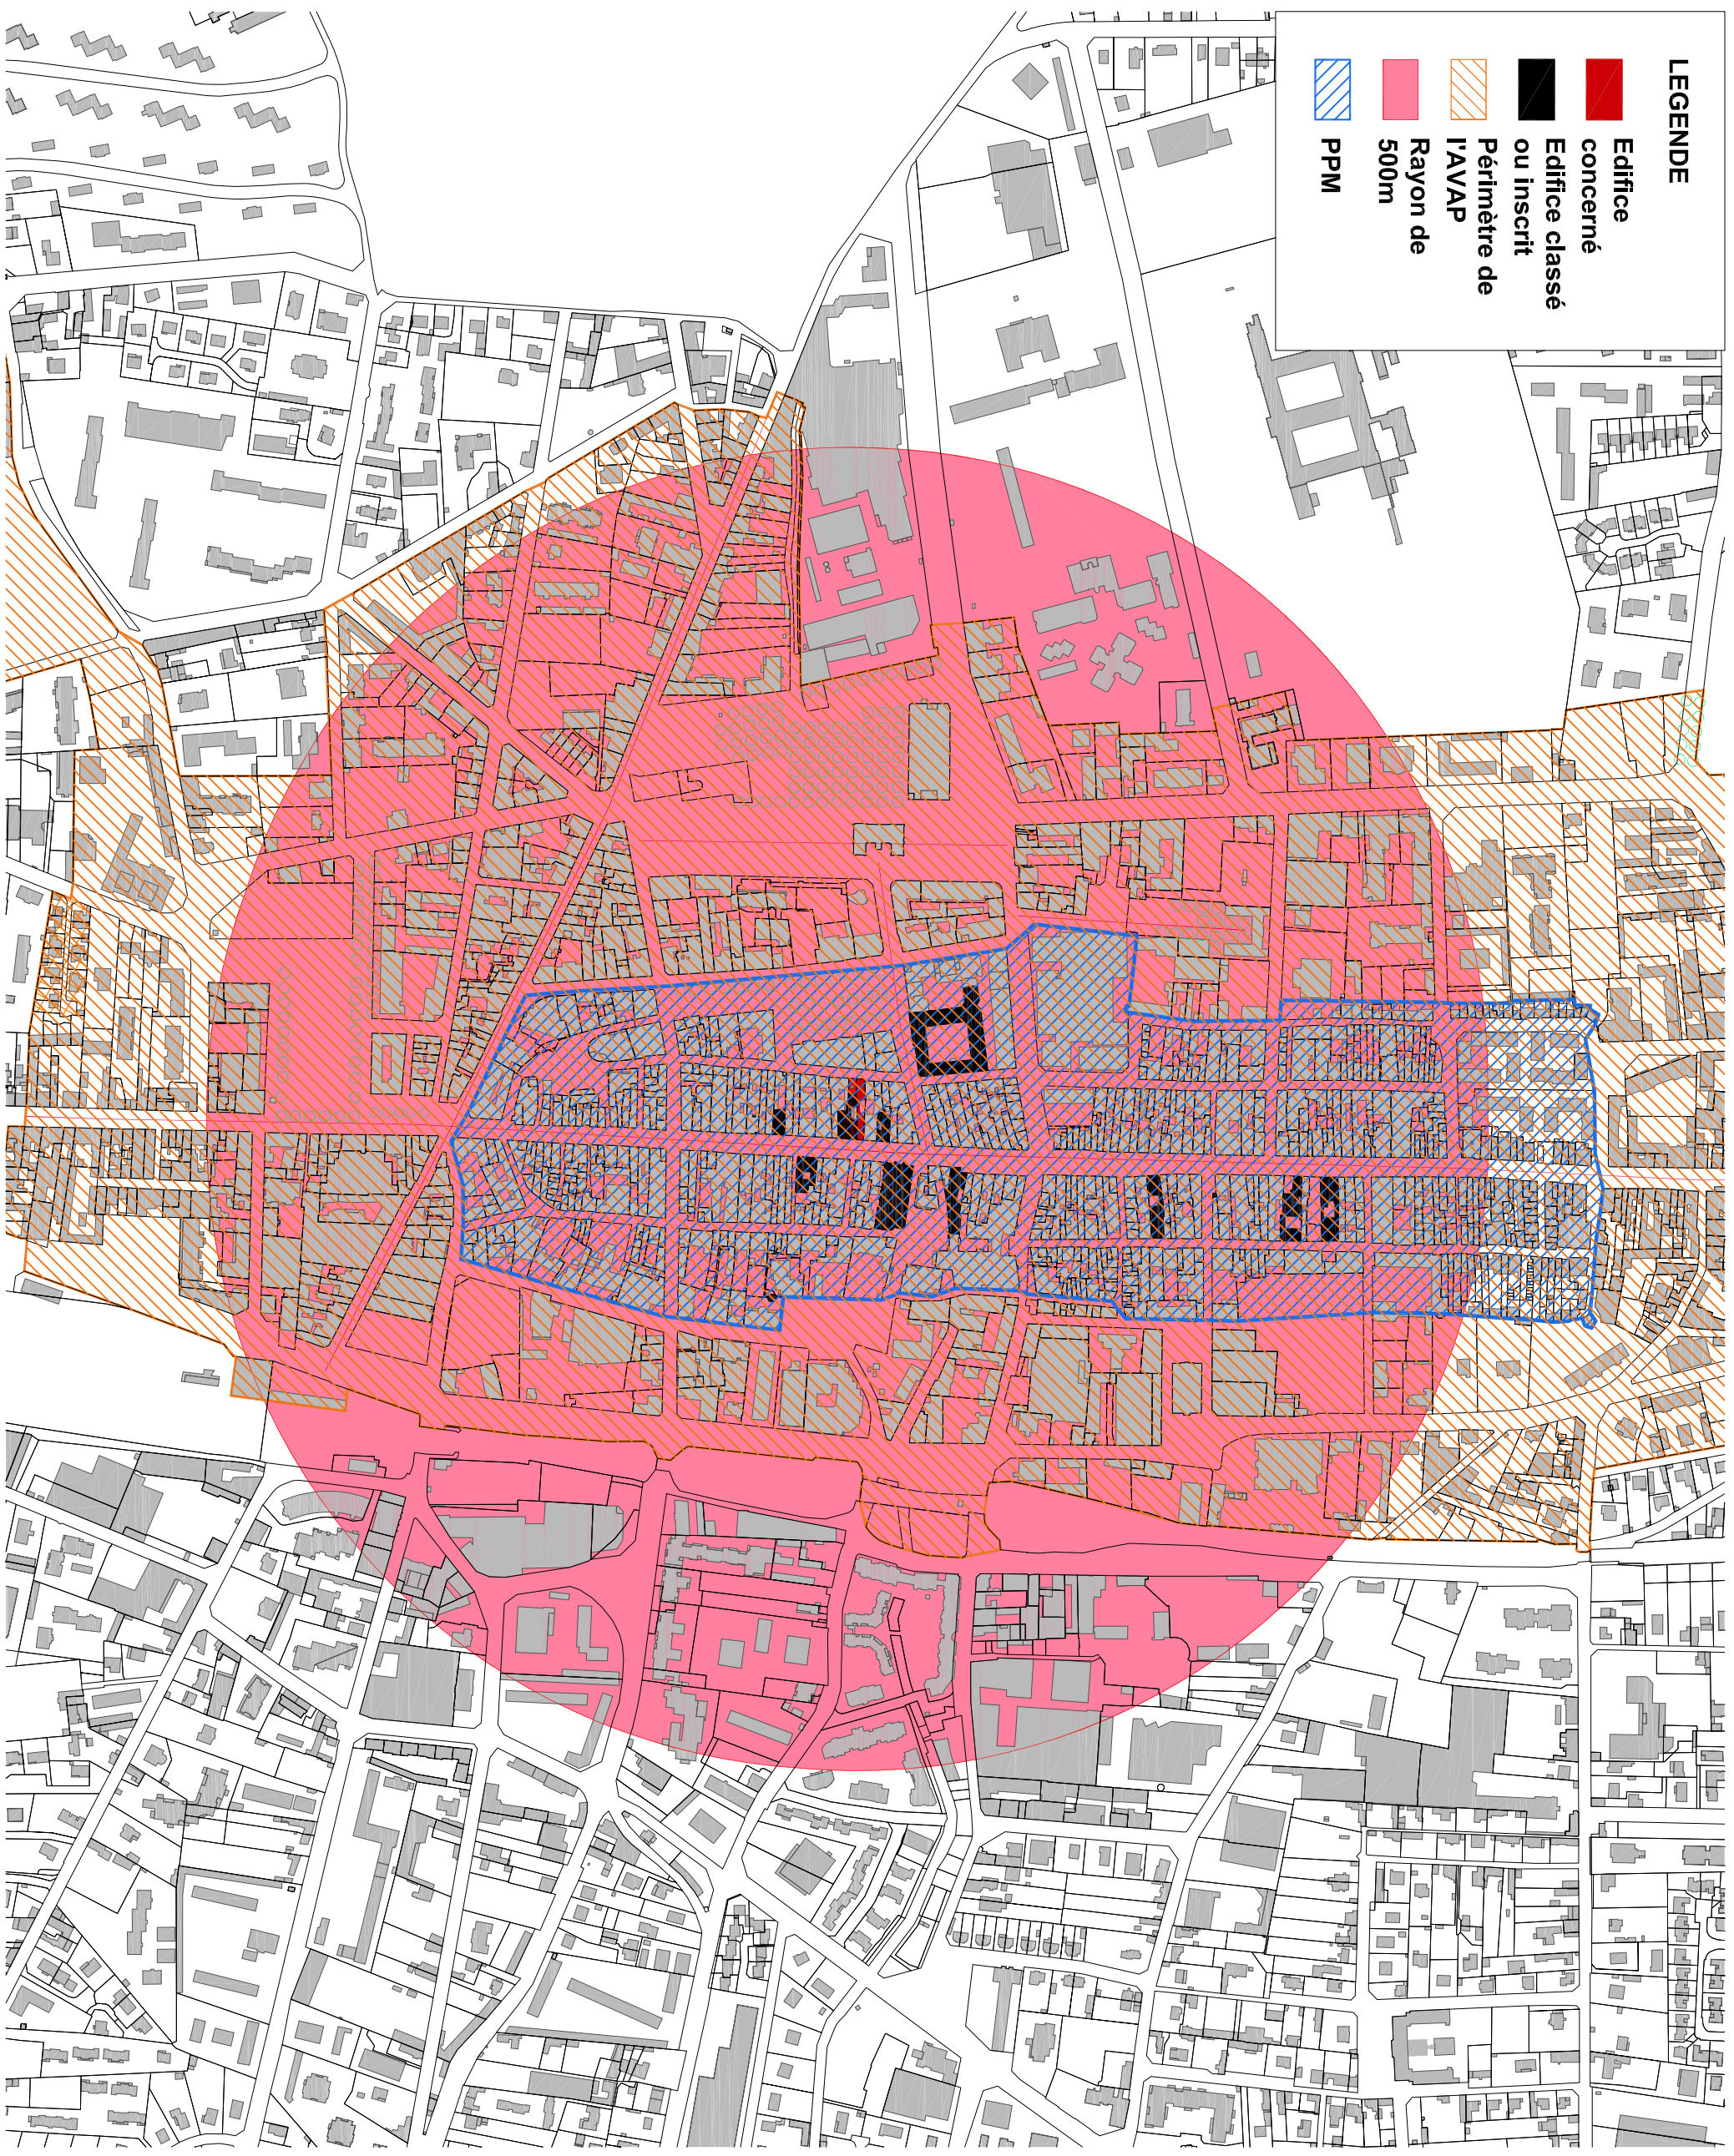 LEGENDE
Edifice
concerné
Edifice classé
ou inscrit
Périmètre de
l'AVAP
Rayon de
500m
PPM